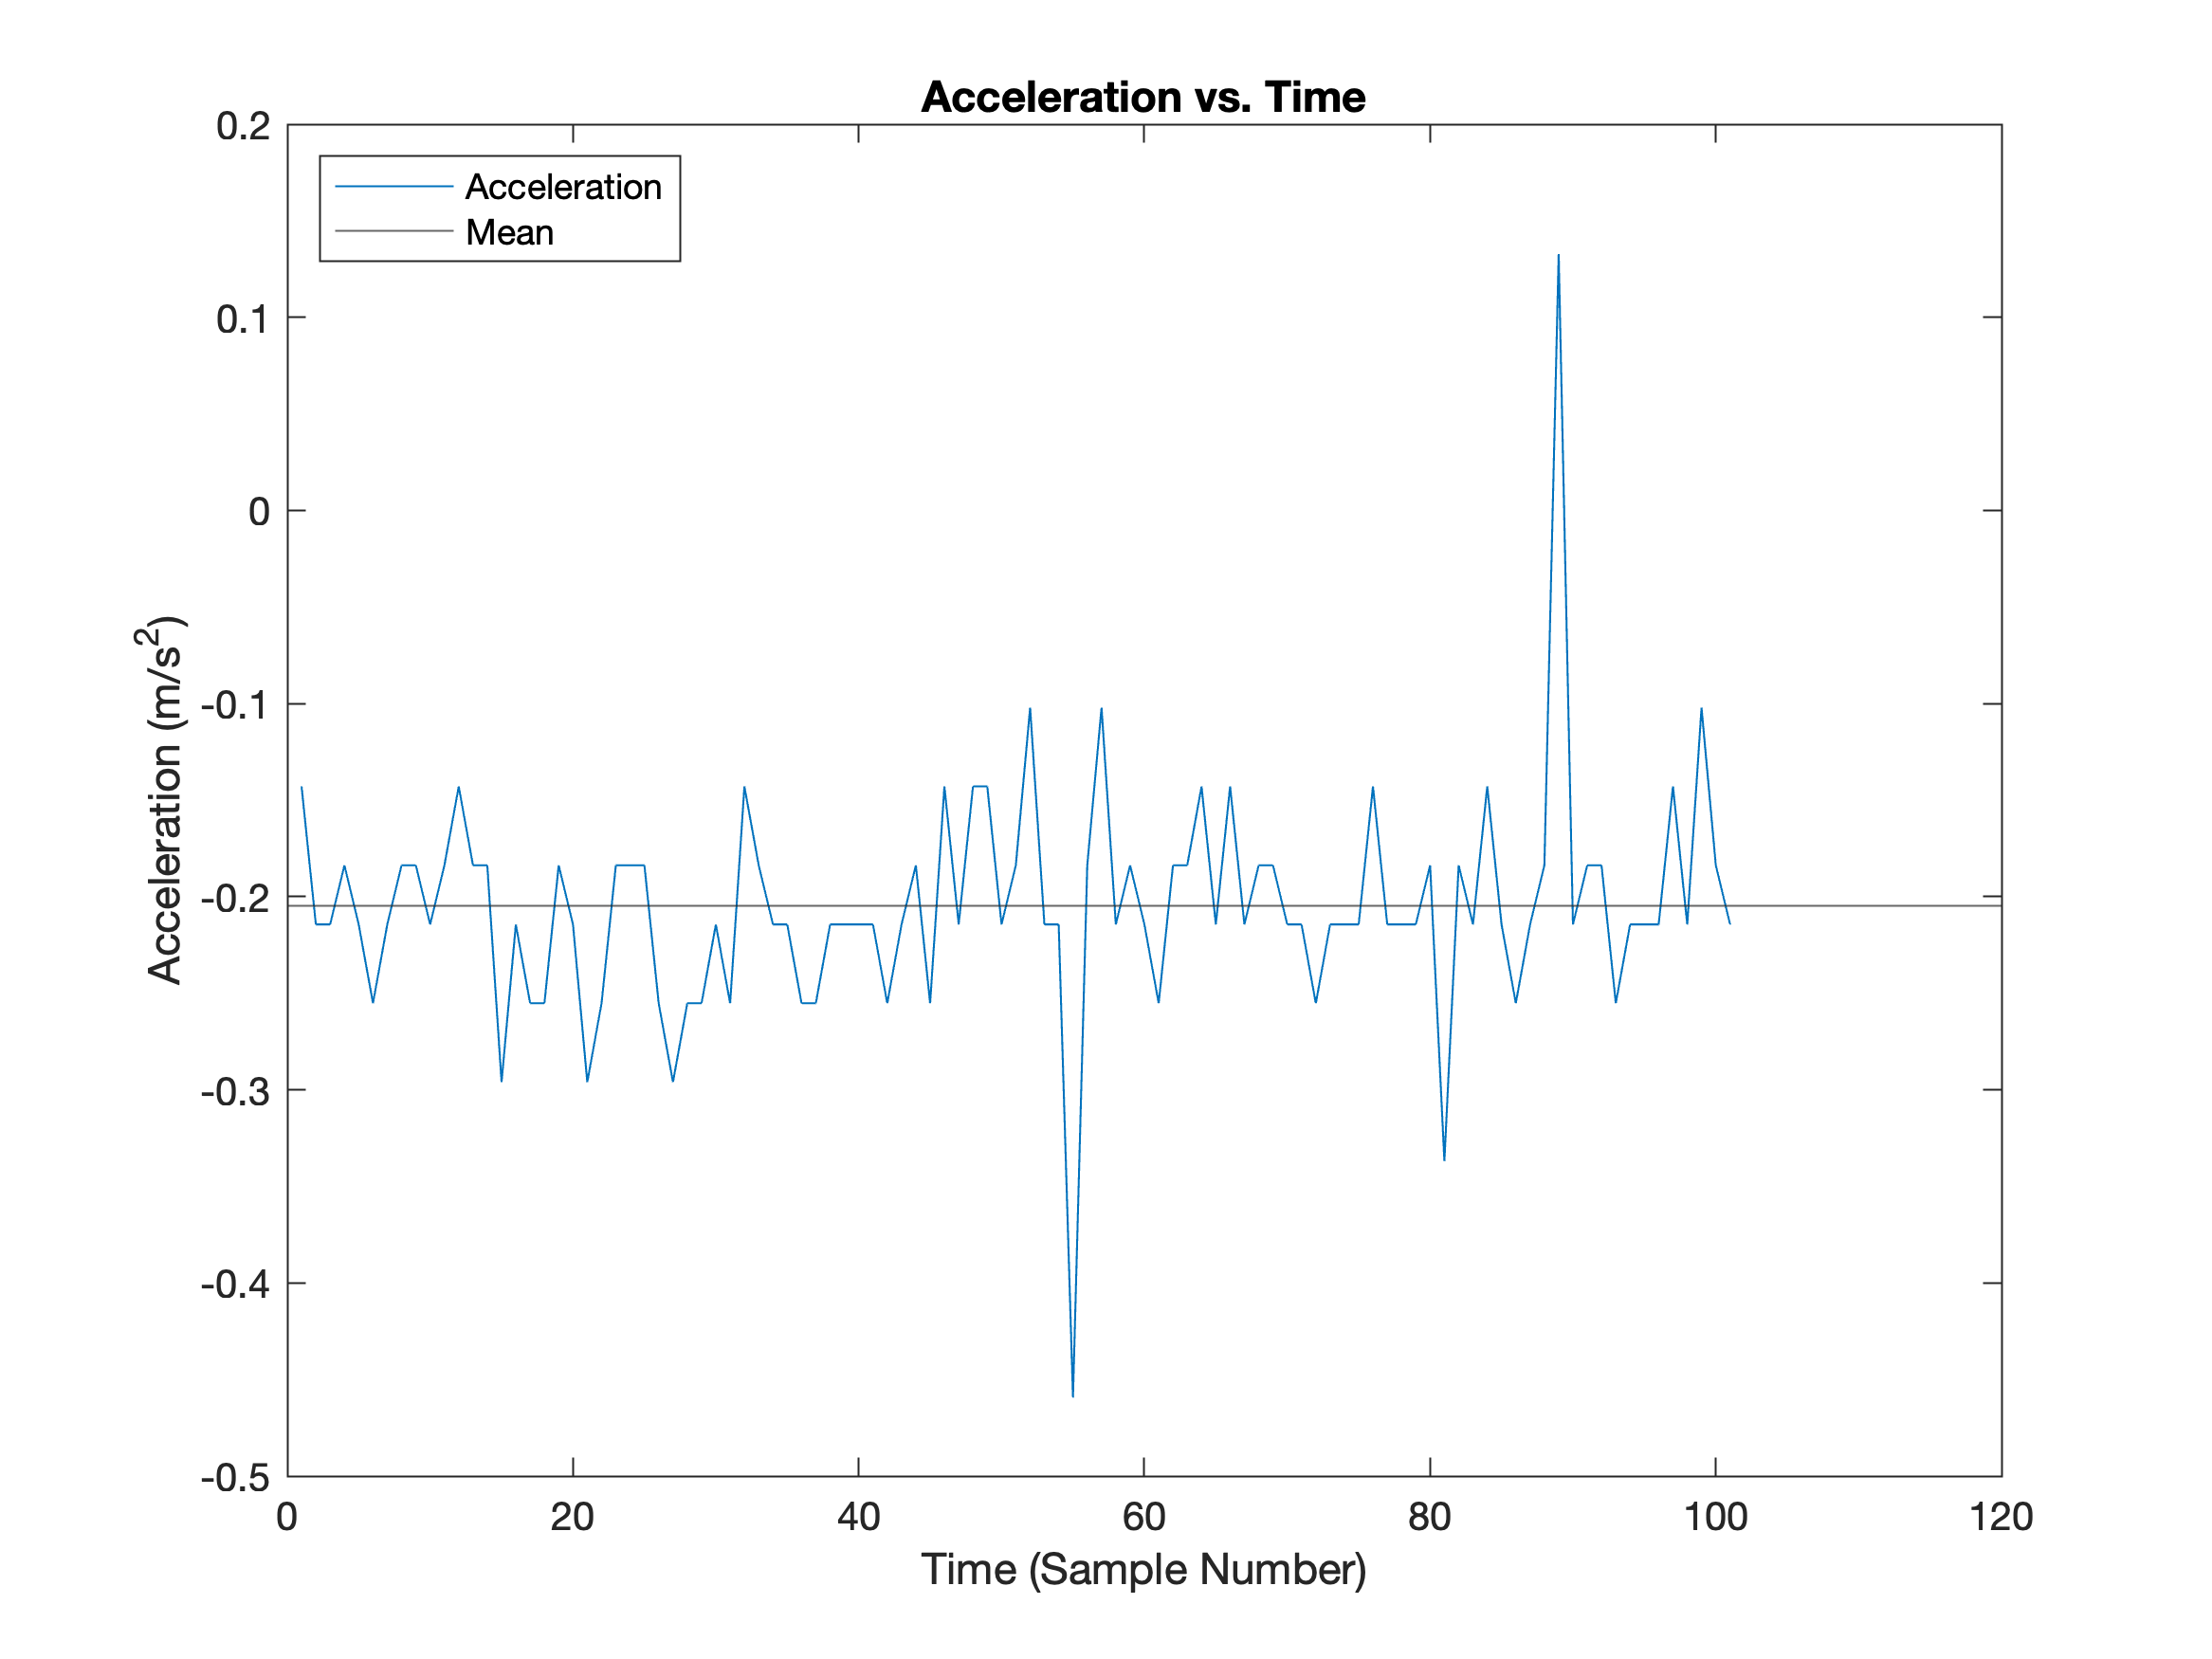 Acceleration vs. Time
Acceleration
Mean
0.2
0.1
0
-0.1
-0.2
-0.3
-0.4
-0.5
Acceleration (m/s²)
0 20 40 60 80 100 120
Time (Sample Number)